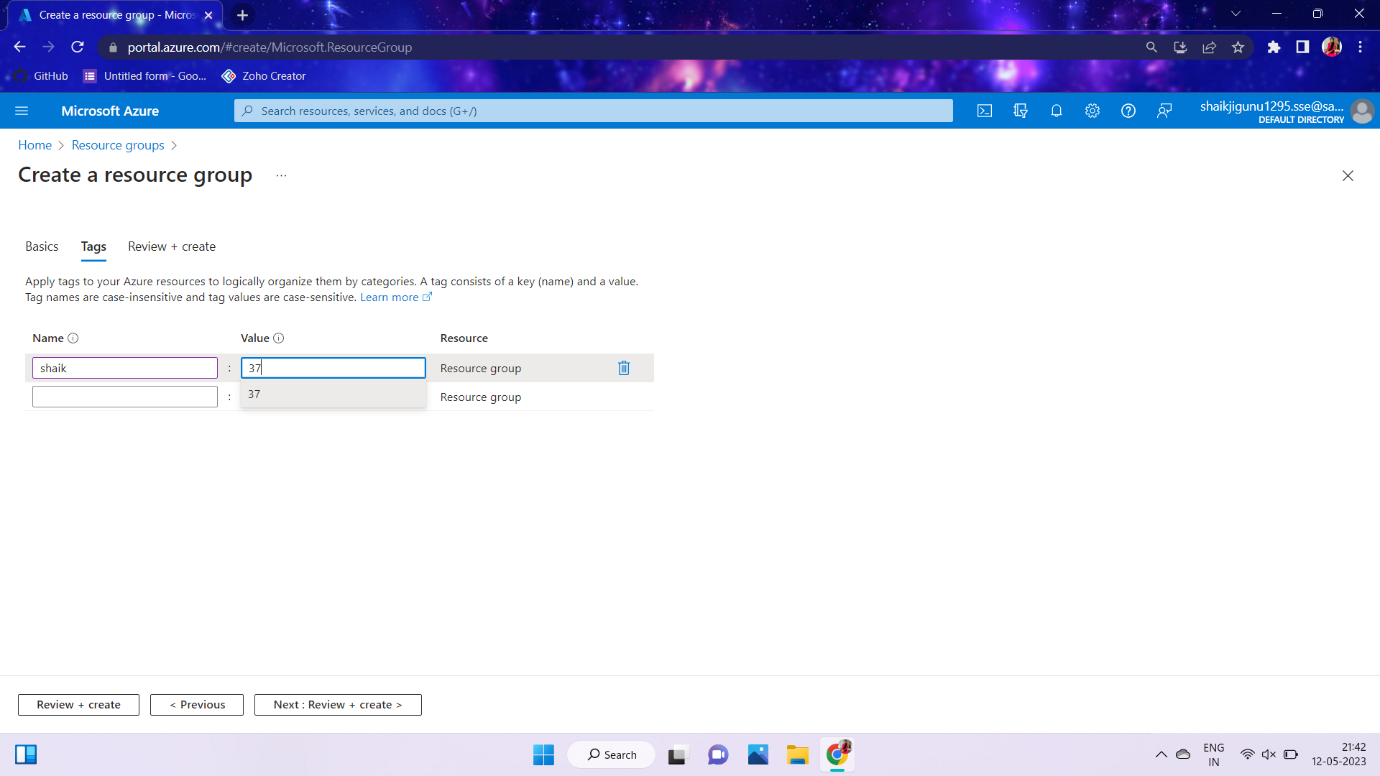 Create a resource group - Micros
portal.azure.com/#create/Microsoft.ResourceGroup
GitHub
Untitled form - Goo...
Zoho Creator
Microsoft Azure
Search resources, services, and docs (G+/)
shaikjigunu1295.sse@sa...
DEFAULT DIRECTORY
Home > Resource groups >
Create a resource group ...
Basics
Tags
Review + create
Apply tags to your Azure resources to logically organize them by categories. A tag consists of a key (name) and a value.
Tag names are case-insensitive and tag values are case-sensitive. Learn more
Name
Value
Resource
shaik : 37 Resource group
37
: Resource group
Review + create
< Previous
Next : Review + create >
Search
ENG
IN
21:42
12-05-2023